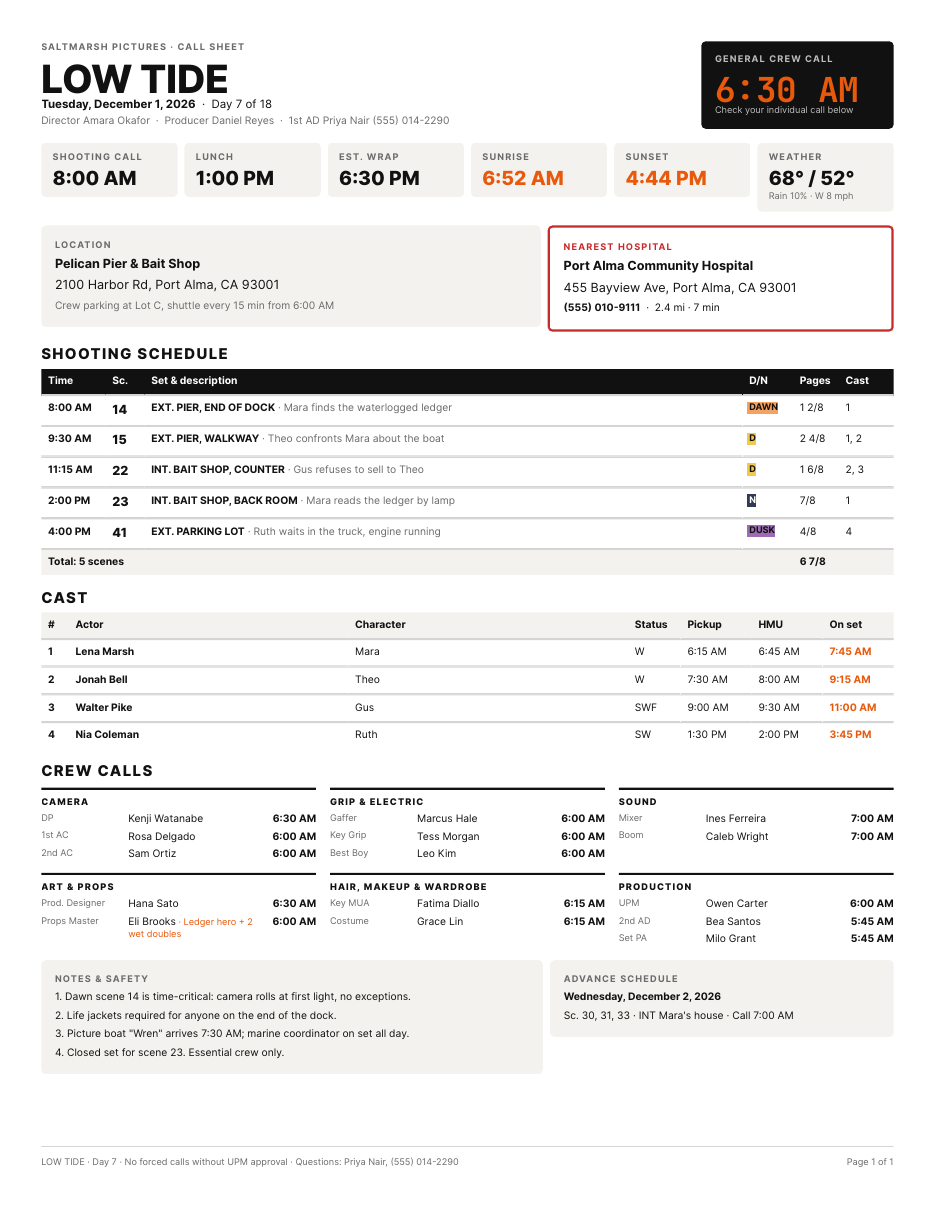 SALTMARSH PICTURES · CALL SHEET
LOW TIDE
Tuesday, December 1, 2026 · Day 7 of 18
Director Amara Okafor · Producer Daniel Reyes · 1st AD Priya Nair (555) 014-2290
GENERAL CREW CALL
6:30 AM
Check your individual call below
SHOOTING CALL
8:00 AM
LUNCH
1:00 PM
EST. WRAP
6:30 PM
SUNRISE
6:52 AM
SUNSET
4:44 PM
WEATHER
68° / 52°
Rain 10% · W 8 mph
LOCATION
Pelican Pier & Bait Shop
2100 Harbor Rd, Port Alma, CA 93001
Crew parking at Lot C, shuttle every 15 min from 6:00 AM
NEAREST HOSPITAL
Port Alma Community Hospital
455 Bayview Ave, Port Alma, CA 93001
(555) 010-9111 · 2.4 mi · 7 min
SHOOTING SCHEDULE
Time Sc. Set & description D/N Pages Cast
8:00 AM 14 EXT. PIER, END OF DOCK · Mara finds the waterlogged ledger DAWN 1 2/8 1
9:30 AM 15 EXT. PIER, WALKWAY · Theo confronts Mara about the boat D 2 4/8 1, 2
11:15 AM 22 INT. BAIT SHOP, COUNTER · Gus refuses to sell to Theo D 1 6/8 2, 3
2:00 PM 23 INT. BAIT SHOP, BACK ROOM · Mara reads the ledger by lamp N 7/8 1
4:00 PM 41 EXT. PARKING LOT · Ruth waits in the truck, engine running DUSK 4/8 4
Total: 5 scenes 6 7/8
CAST
# Actor Character Status Pickup HMU On set
1 Lena Marsh Mara W 6:15 AM 6:45 AM 7:45 AM
2 Jonah Bell Theo W 7:30 AM 8:00 AM 9:15 AM
3 Walter Pike Gus SWF 9:00 AM 9:30 AM 11:00 AM
4 Nia Coleman Ruth SW 1:30 PM 2:00 PM 3:45 PM
CREW CALLS
CAMERA
DP Kenji Watanabe 6:30 AM
1st AC Rosa Delgado 6:00 AM
2nd AC Sam Ortiz 6:00 AM
GRIP & ELECTRIC
Gaffer Marcus Hale 6:00 AM
Key Grip Tess Morgan 6:00 AM
Best Boy Leo Kim 6:00 AM
SOUND
Mixer Ines Ferreira 7:00 AM
Boom Caleb Wright 7:00 AM
ART & PROPS
Prod. Designer Hana Sato 6:30 AM
Props Master Eli Brooks · Ledger hero + 2 6:00 AM
wet doubles
HAIR, MAKEUP & WARDROBE
Key MUA Fatima Diallo 6:15 AM
Costume Grace Lin 6:15 AM
PRODUCTION
UPM Owen Carter 6:00 AM
2nd AD Bea Santos 5:45 AM
Set PA Milo Grant 5:45 AM
NOTES & SAFETY
1. Dawn scene 14 is time-critical: camera rolls at first light, no exceptions.
2. Life jackets required for anyone on the end of the dock.
3. Picture boat "Wren" arrives 7:30 AM; marine coordinator on set all day.
4. Closed set for scene 23. Essential crew only.
ADVANCE SCHEDULE
Wednesday, December 2, 2026
Sc. 30, 31, 33 · INT Mara's house · Call 7:00 AM
LOW TIDE · Day 7 · No forced calls without UPM approval · Questions: Priya Nair, (555) 014-2290
Page 1 of 1